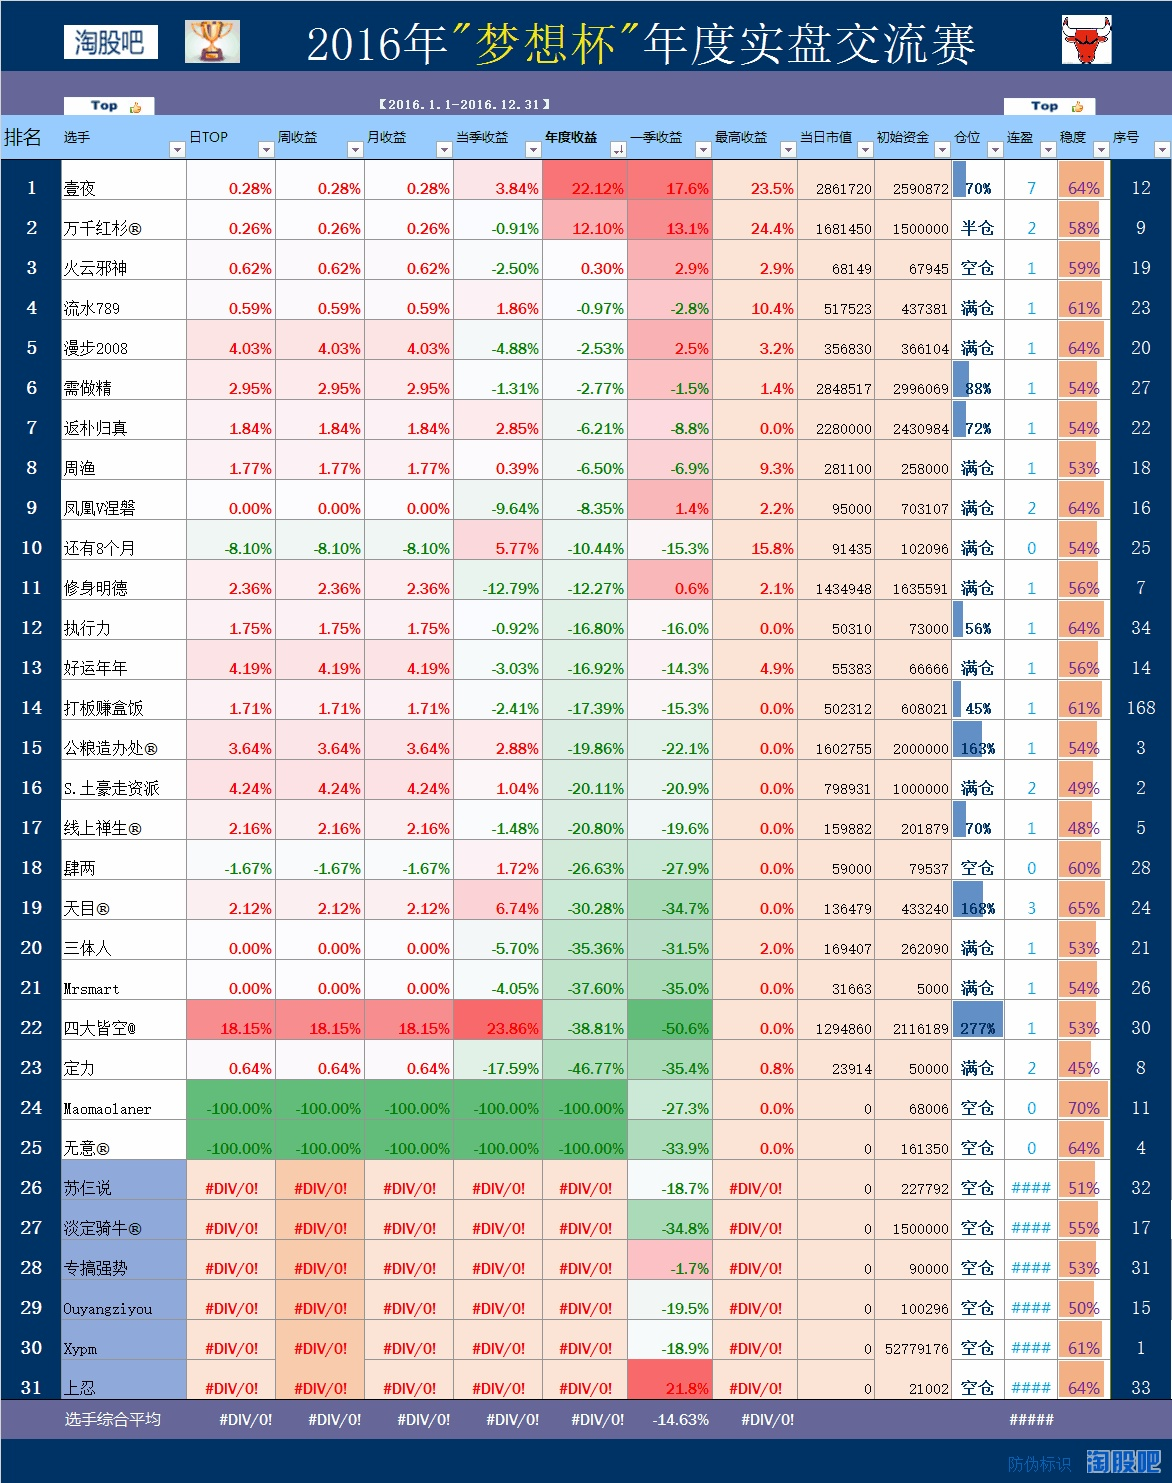 淘股吧 2016年"梦想杯"年度实盘交流赛
Top 【2016.1.1-2016.12.31】 Top
排名 选手 日TOP 周收益 月收益 当季收益 年度收益 一季收益 最高收益 当日市值 初始资金 仓位 连盈 稳度 序号
1 壹夜 0.28% 0.28% 0.28% 3.84% 22.12% 17.6% 23.5% 2861720 2590872 70% 7 64% 12
2 万千红杉® 0.26% 0.26% 0.26% -0.91% 12.10% 13.1% 24.4% 1681450 1500000 半仓 2 58% 9
3 火云邪神 0.62% 0.62% 0.62% -2.50% 0.30% 2.9% 2.9% 68149 67945 空仓 1 59% 19
4 流水789 0.59% 0.59% 0.59% 1.86% -0.97% -2.8% 10.4% 517523 437381 满仓 1 61% 23
5 漫步2008 4.03% 4.03% 4.03% -4.88% -2.53% 2.5% 3.2% 356830 366104 满仓 1 64% 20
6 需做精 2.95% 2.95% 2.95% -1.31% -2.77% -1.5% 1.4% 2848517 2996069 88% 1 54% 27
7 返朴归真 1.84% 1.84% 1.84% 2.85% -6.21% -8.8% 0.0% 2280000 2430984 72% 1 54% 22
8 周渔 1.77% 1.77% 1.77% 0.39% -6.50% -6.9% 9.3% 281100 258000 满仓 1 53% 18
9 凤凰V涅磐 0.00% 0.00% 0.00% -9.64% -8.35% 1.4% 2.2% 95000 703107 满仓 2 64% 16
10 还有8个月 -8.10% -8.10% -8.10% 5.77% -10.44% -15.3% 15.8% 91435 102096 满仓 0 54% 25
11 修身明德 2.36% 2.36% 2.36% -12.79% -12.27% 0.6% 2.1% 1434948 1635591 满仓 1 56% 7
12 执行力 1.75% 1.75% 1.75% -0.92% -16.80% -16.0% 0.0% 50310 73000 56% 1 64% 34
13 好运年年 4.19% 4.19% 4.19% -3.03% -16.92% -14.3% 4.9% 55383 66666 满仓 1 56% 14
14 打板赚盒饭 1.71% 1.71% 1.71% -2.41% -17.39% -15.3% 0.0% 502312 608021 45% 1 61% 168
15 公粮造办处® 3.64% 3.64% 3.64% 2.88% -19.86% -22.1% 0.0% 1602755 2000000 163% 1 54% 3
16 S.土豪走资派 4.24% 4.24% 4.24% 1.04% -20.11% -20.9% 0.0% 798931 1000000 满仓 2 49% 2
17 线上禅生® 2.16% 2.16% 2.16% -1.48% -20.80% -19.6% 0.0% 159882 201879 70% 1 48% 5
18 肆两 -1.67% -1.67% -1.67% 1.72% -26.63% -27.9% 0.0% 59000 79537 空仓 0 60% 28
19 天目® 2.12% 2.12% 2.12% 6.74% -30.28% -34.7% 0.0% 136479 433240 168% 3 65% 24
20 三体人 0.00% 0.00% 0.00% -5.70% -35.36% -31.5% 2.0% 169407 262090 满仓 1 53% 21
21 Mrsmart 0.00% 0.00% 0.00% -4.05% -37.60% -35.0% 0.0% 31663 5000 满仓 1 54% 26
22 四大皆空@ 18.15% 18.15% 18.15% 23.86% -38.81% -50.6% 0.0% 1294860 2116189 277% 1 53% 30
23 定力 0.64% 0.64% 0.64% -17.59% -46.77% -35.4% 0.8% 23914 50000 满仓 2 45% 8
24 Maomaolaner -100.00% -100.00% -100.00% -100.00% -100.00% -27.3% 0.0% 0 68006 空仓 0 70% 11
25 无意® -100.00% -100.00% -100.00% -100.00% -100.00% -33.9% 0.0% 0 161350 空仓 0 64% 4
26 苏仨说 #DIV/0! #DIV/0! #DIV/0! #DIV/0! #DIV/0! -18.7% #DIV/0! 0 227792 空仓 #### 51% 32
27 淡定骑牛® #DIV/0! #DIV/0! #DIV/0! #DIV/0! #DIV/0! -34.8% #DIV/0! 0 1500000 空仓 #### 55% 17
28 专搞强势 #DIV/0! #DIV/0! #DIV/0! #DIV/0! #DIV/0! -1.7% #DIV/0! 0 90000 空仓 #### 53% 31
29 Ouyangziyou #DIV/0! #DIV/0! #DIV/0! #DIV/0! #DIV/0! -19.5% #DIV/0! 0 100296 空仓 #### 50% 15
30 Xypm #DIV/0! #DIV/0! #DIV/0! #DIV/0! #DIV/0! -18.9% #DIV/0! 0 52779176 空仓 #### 61% 1
31 上忍 #DIV/0! #DIV/0! #DIV/0! #DIV/0! #DIV/0! 21.8% #DIV/0! 0 21002 空仓 #### 64% 33
选手综合平均 #DIV/0! #DIV/0! #DIV/0! #DIV/0! #DIV/0! -14.63% #DIV/0! #####
防伪标识 淘股吧